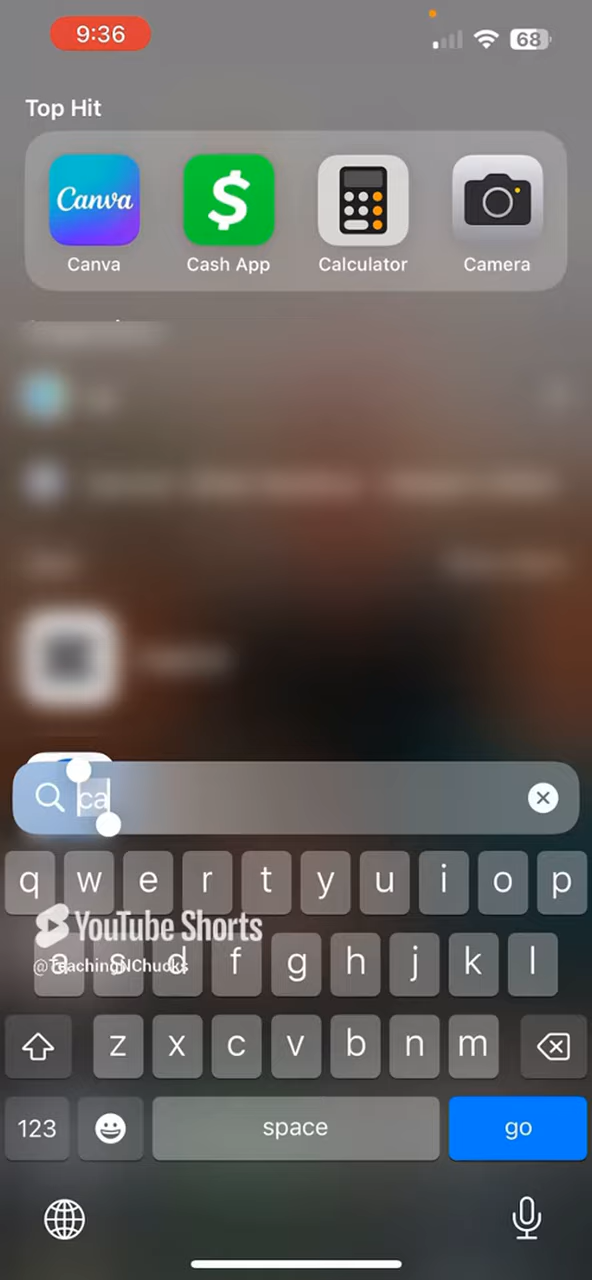 9:36
68
Top Hit
Canva
$
Canva
Cash App
Calculator
Camera
ca
q w e r t y u i o p
YouTube Shorts
@TeachingNChucks
a s d f g h j k l
z x c v b n m
123
space
go